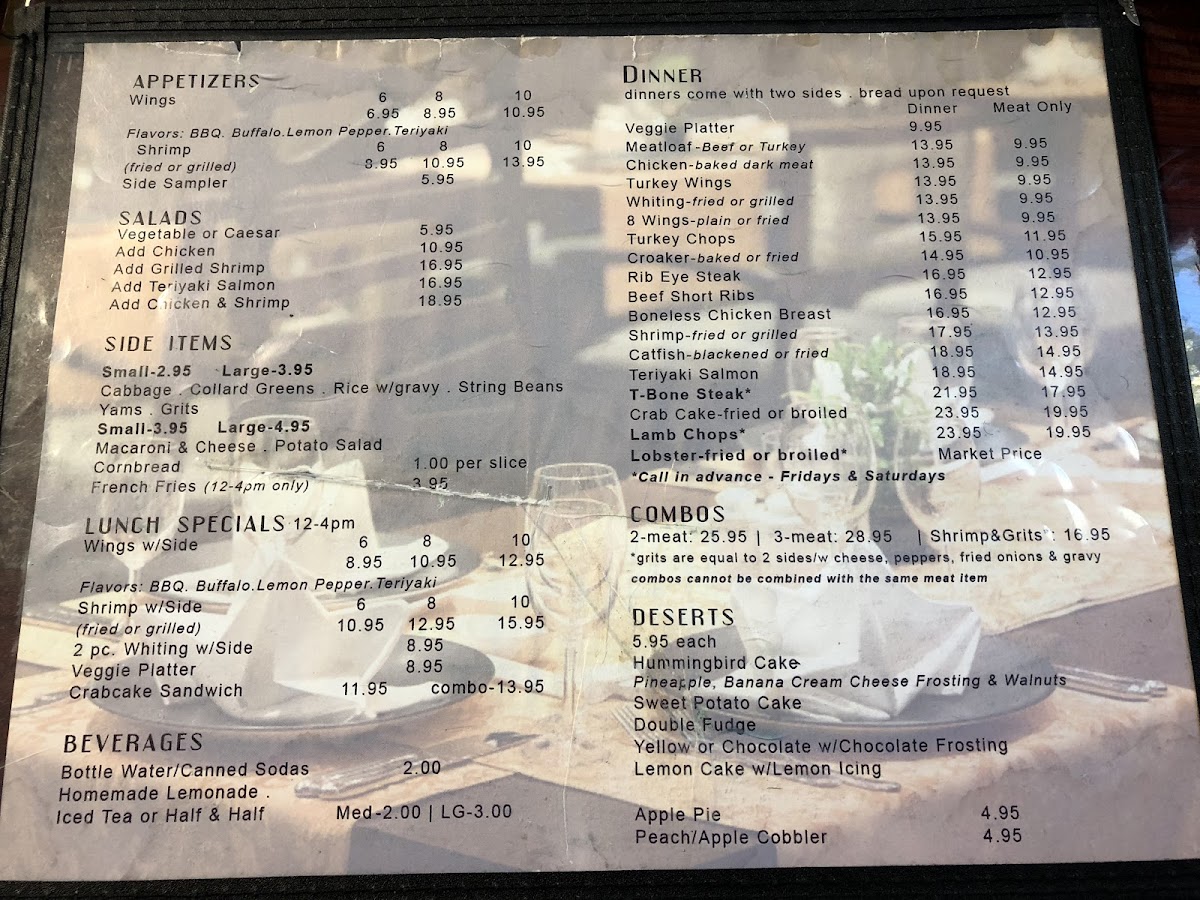 APPETIZERS
Wings 6 8 10
6.95 8.95 10.95
Flavors: BBQ. Buffalo.Lemon Pepper.Teriyaki
Shrimp 6 8 10
(fried or grilled) 8.95 10.95 13.95
Side Sampler 5.95
SALADS
Vegetable or Caesar 5.95
Add Chicken 10.95
Add Grilled Shrimp 16.95
Add Teriyaki Salmon 16.95
Add Chicken & Shrimp 18.95
SIDE ITEMS
Small-2.95 Large-3.95
Cabbage . Collard Greens . Rice w/gravy . String Beans
Yams . Grits
Small-3.95 Large-4.95
Macaroni & Cheese . Potato Salad
Cornbread 1.00 per slice
French Fries (12-4pm only) 3.95
LUNCH SPECIALS 12-4pm
Wings w/Side 6 8 10
8.95 10.95 12.95
Flavors: BBQ. Buffalo.Lemon Pepper.Teriyaki
Shrimp w/Side 6 8 10
(fried or grilled) 10.95 12.95 15.95
2 pc. Whiting w/Side 8.95
Veggie Platter 8.95
Crabcake Sandwich 11.95 combo-13.95
BEVERAGES
Bottle Water/Canned Sodas 2.00
Homemade Lemonade .
Iced Tea or Half & Half Med-2.00 | LG-3.00
DINNER
dinners come with two sides . bread upon request
Dinner Meat Only
Veggie Platter 9.95
Meatloaf-Beef or Turkey 13.95 9.95
Chicken-baked dark meat 13.95 9.95
Turkey Wings 13.95 9.95
Whiting-fried or grilled 13.95 9.95
8 Wings-plain or fried 13.95 9.95
Turkey Chops 15.95 11.95
Croaker-baked or fried 14.95 10.95
Rib Eye Steak 16.95 12.95
Beef Short Ribs 16.95 12.95
Boneless Chicken Breast 16.95 12.95
Shrimp-fried or grilled 17.95 13.95
Catfish-blackened or fried 18.95 14.95
Teriyaki Salmon 18.95 14.95
T-Bone Steak* 21.95 17.95
Crab Cake-fried or broiled 23.95 19.95
Lamb Chops* 23.95 19.95
Lobster-fried or broiled* Market Price
*Call in advance - Fridays & Saturdays
COMBOS
2-meat: 25.95 | 3-meat: 28.95 | Shrimp&Grits*: 16.95
*grits are equal to 2 sides/w cheese, peppers, fried onions & gravy
combos cannot be combined with the same meat item
DESERTS
5.95 each
Hummingbird Cake
Pineapple, Banana Cream Cheese Frosting & Walnuts
Sweet Potato Cake
Double Fudge
Yellow or Chocolate w/Chocolate Frosting
Lemon Cake w/Lemon Icing
Apple Pie 4.95
Peach/Apple Cobbler 4.95